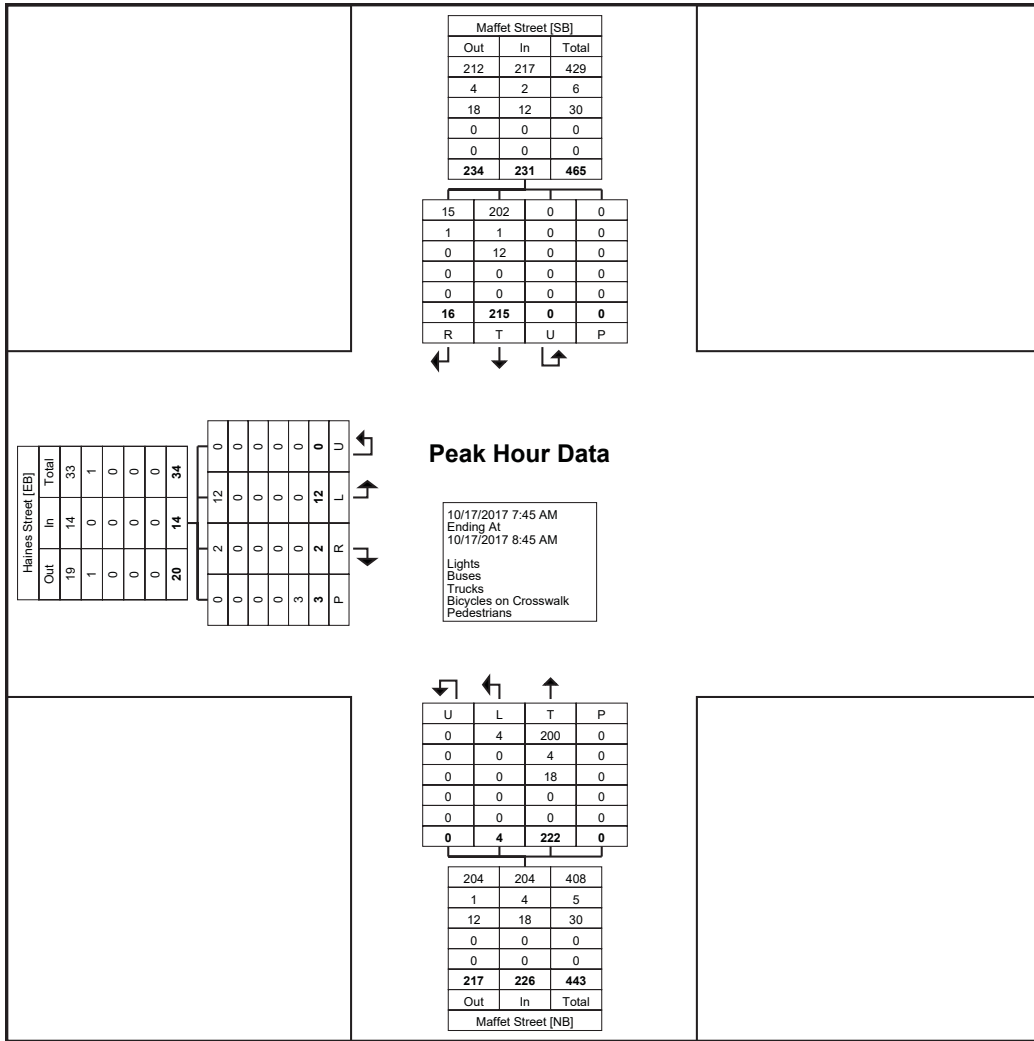 Maffet Street [SB]
Out In Total
212 217 429
4 2 6
18 12 30
0 0 0
0 0 0
234 231 465
15 202 0 0
1 1 0 0
0 12 0 0
0 0 0 0
0 0 0 0
16 215 0 0
R T U P
Haines Street [EB]
Total 33 1 0 0 0 34
In 14 0 0 0 0 14
Out 19 1 0 0 0 20
0 0 0 0 0 0 U
12 0 0 0 0 12 L
2 0 0 0 0 2 R
0 0 0 0 3 3 P
Peak Hour Data
10/17/2017 7:45 AM
Ending At
10/17/2017 8:45 AM
Lights
Buses
Trucks
Bicycles on Crosswalk
Pedestrians
U L T P
0 4 200 0
0 0 4 0
0 0 18 0
0 0 0 0
0 0 0 0
0 4 222 0
204 204 408
1 4 5
12 18 30
0 0 0
0 0 0
217 226 443
Out In Total
Maffet Street [NB]